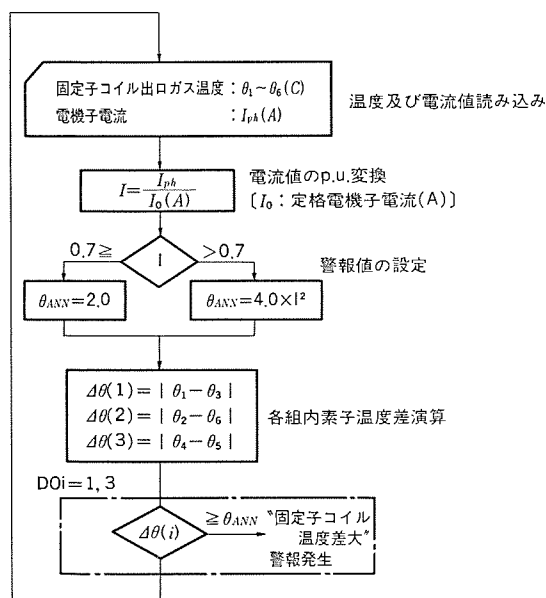 固定子コイル出口ガス温度：θ₁~θ₆(C)
電機子電流　　　　　　　：Iₚₕ(A)
温度及び電流値読み込み
I=Iₚₕ/I₀(A)
電流値のp.u.変換
〔I₀：定格電機子電流(A)〕
0.7≧
I
>0.7
警報値の設定
θANN=2.0
θANN=4.0×I²
Δθ(1)=｜θ₁−θ₃｜
Δθ(2)=｜θ₂−θ₆｜
Δθ(3)=｜θ₄−θ₅｜
各組内素子温度差演算
DOi=1,3
Δθ(i)
≧θANN
〝固定子コイル
温度差大〟
警報発生